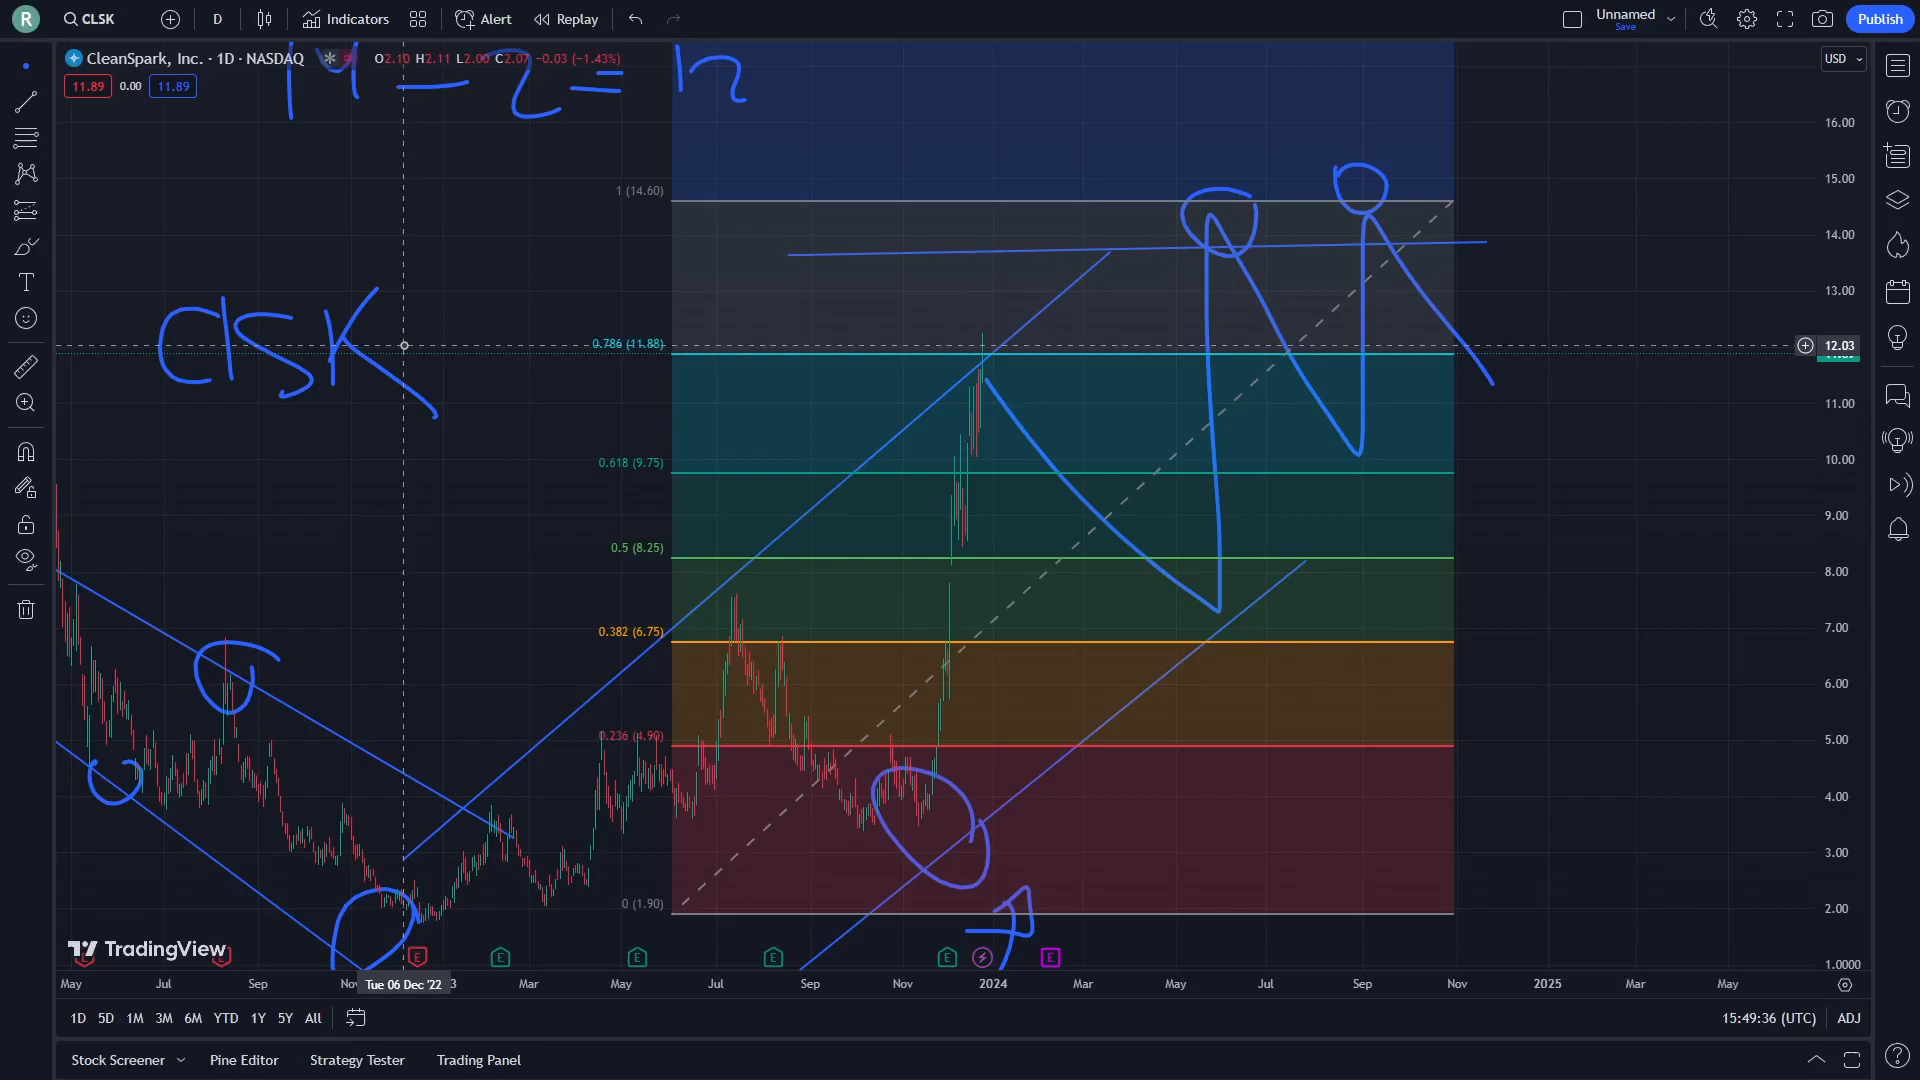 R
CLSK
D
Indicators
Alert
Replay
Unnamed
Save
Publish
CleanSpark, Inc. · 1D · NASDAQ
O2.10 H2.11 L2.00 C2.07 −0.03 (−1.43%)
11.89 0.00 11.89
USD
16.00
15.00
14.00
13.00
12.03
11.00
10.00
9.00
8.00
7.00
6.00
5.00
4.00
3.00
2.00
1.0000
1 (14.60)
0.786 (11.88)
0.618 (9.75)
0.5 (8.25)
0.382 (6.75)
0.236 (4.90)
0 (1.90)
ClSK
TradingView
E E E E E E E E
May Jul Sep Nov Tue 06 Dec '22 3 Mar May Jul Sep Nov 2024 Mar May Jul Sep Nov 2025 Mar May
1D 5D 1M 3M 6M YTD 1Y 5Y All
15:49:36 (UTC) ADJ
Stock Screener Pine Editor Strategy Tester Trading Panel